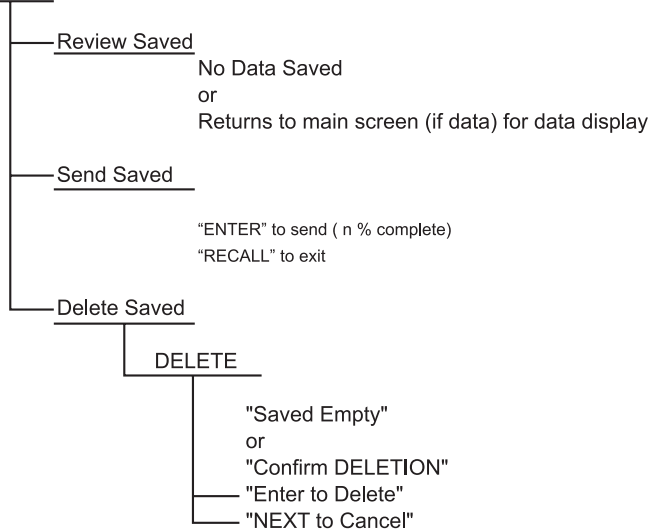 Review Saved
No Data Saved
or
Returns to main screen (if data) for data display
Send Saved
“ENTER” to send ( n % complete)
“RECALL” to exit
Delete Saved
DELETE
"Saved Empty"
or
"Confirm DELETION"
"Enter to Delete"
"NEXT to Cancel"